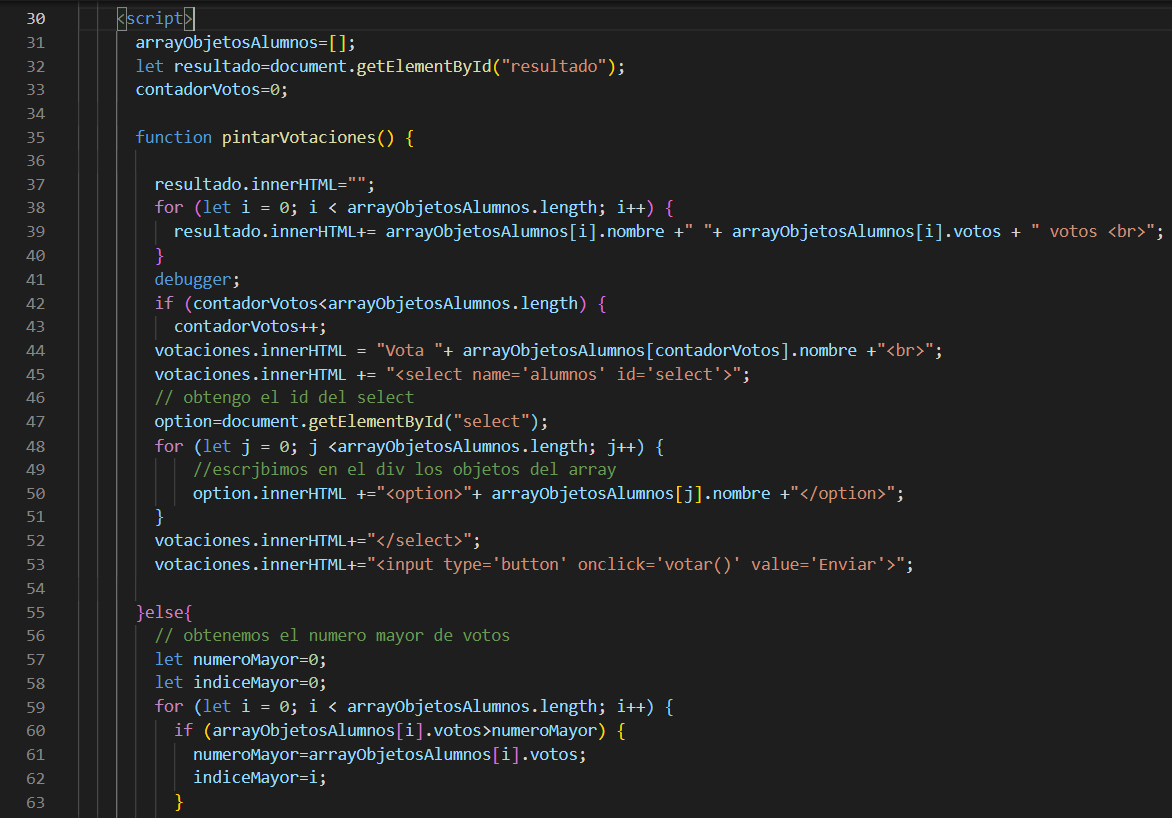 30 <script>
31 arrayObjetosAlumnos=[];
32 let resultado=document.getElementById("resultado");
33 contadorVotos=0;
34
35 function pintarVotaciones() {
36
37 resultado.innerHTML="";
38 for (let i = 0; i < arrayObjetosAlumnos.length; i++) {
39 resultado.innerHTML+= arrayObjetosAlumnos[i].nombre +" "+ arrayObjetosAlumnos[i].votos + " votos <br>";
40 }
41 debugger;
42 if (contadorVotos<arrayObjetosAlumnos.length) {
43 contadorVotos++;
44 votaciones.innerHTML = "Vota "+ arrayObjetosAlumnos[contadorVotos].nombre +"<br>";
45 votaciones.innerHTML += "<select name='alumnos' id='select'>";
46 // obtengo el id del select
47 option=document.getElementById("select");
48 for (let j = 0; j <arrayObjetosAlumnos.length; j++) {
49 //escrjbimos en el div los objetos del array
50 option.innerHTML +="<option>"+ arrayObjetosAlumnos[j].nombre +"</option>";
51 }
52 votaciones.innerHTML+="</select>";
53 votaciones.innerHTML+="<input type='button' onclick='votar()' value='Enviar'>";
54
55 }else{
56 // obtenemos el numero mayor de votos
57 let numeroMayor=0;
58 let indiceMayor=0;
59 for (let i = 0; i < arrayObjetosAlumnos.length; i++) {
60 if (arrayObjetosAlumnos[i].votos>numeroMayor) {
61 numeroMayor=arrayObjetosAlumnos[i].votos;
62 indiceMayor=i;
63 }